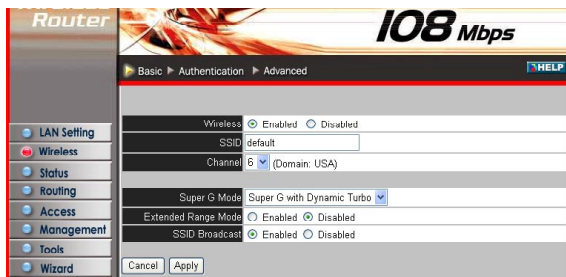 Router
108 Mbps
Basic Authentication Advanced
HELP
Wireless Enabled Disabled
SSID default
Channel 6 (Domain: USA)
Super G Mode Super G with Dynamic Turbo
Extended Range Mode Enabled Disabled
SSID Broadcast Enabled Disabled
Cancel Apply
LAN Setting
Wireless
Status
Routing
Access
Management
Tools
Wizard